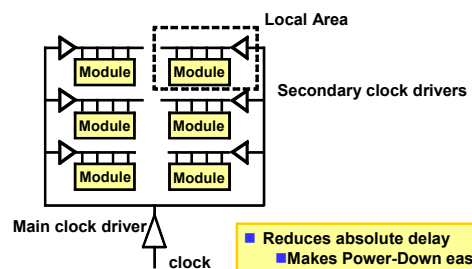 Local Area
Module Module
Secondary clock drivers
Module Module
Module Module
Main clock driver
clock
Reduces absolute delay
Makes Power-Down eas